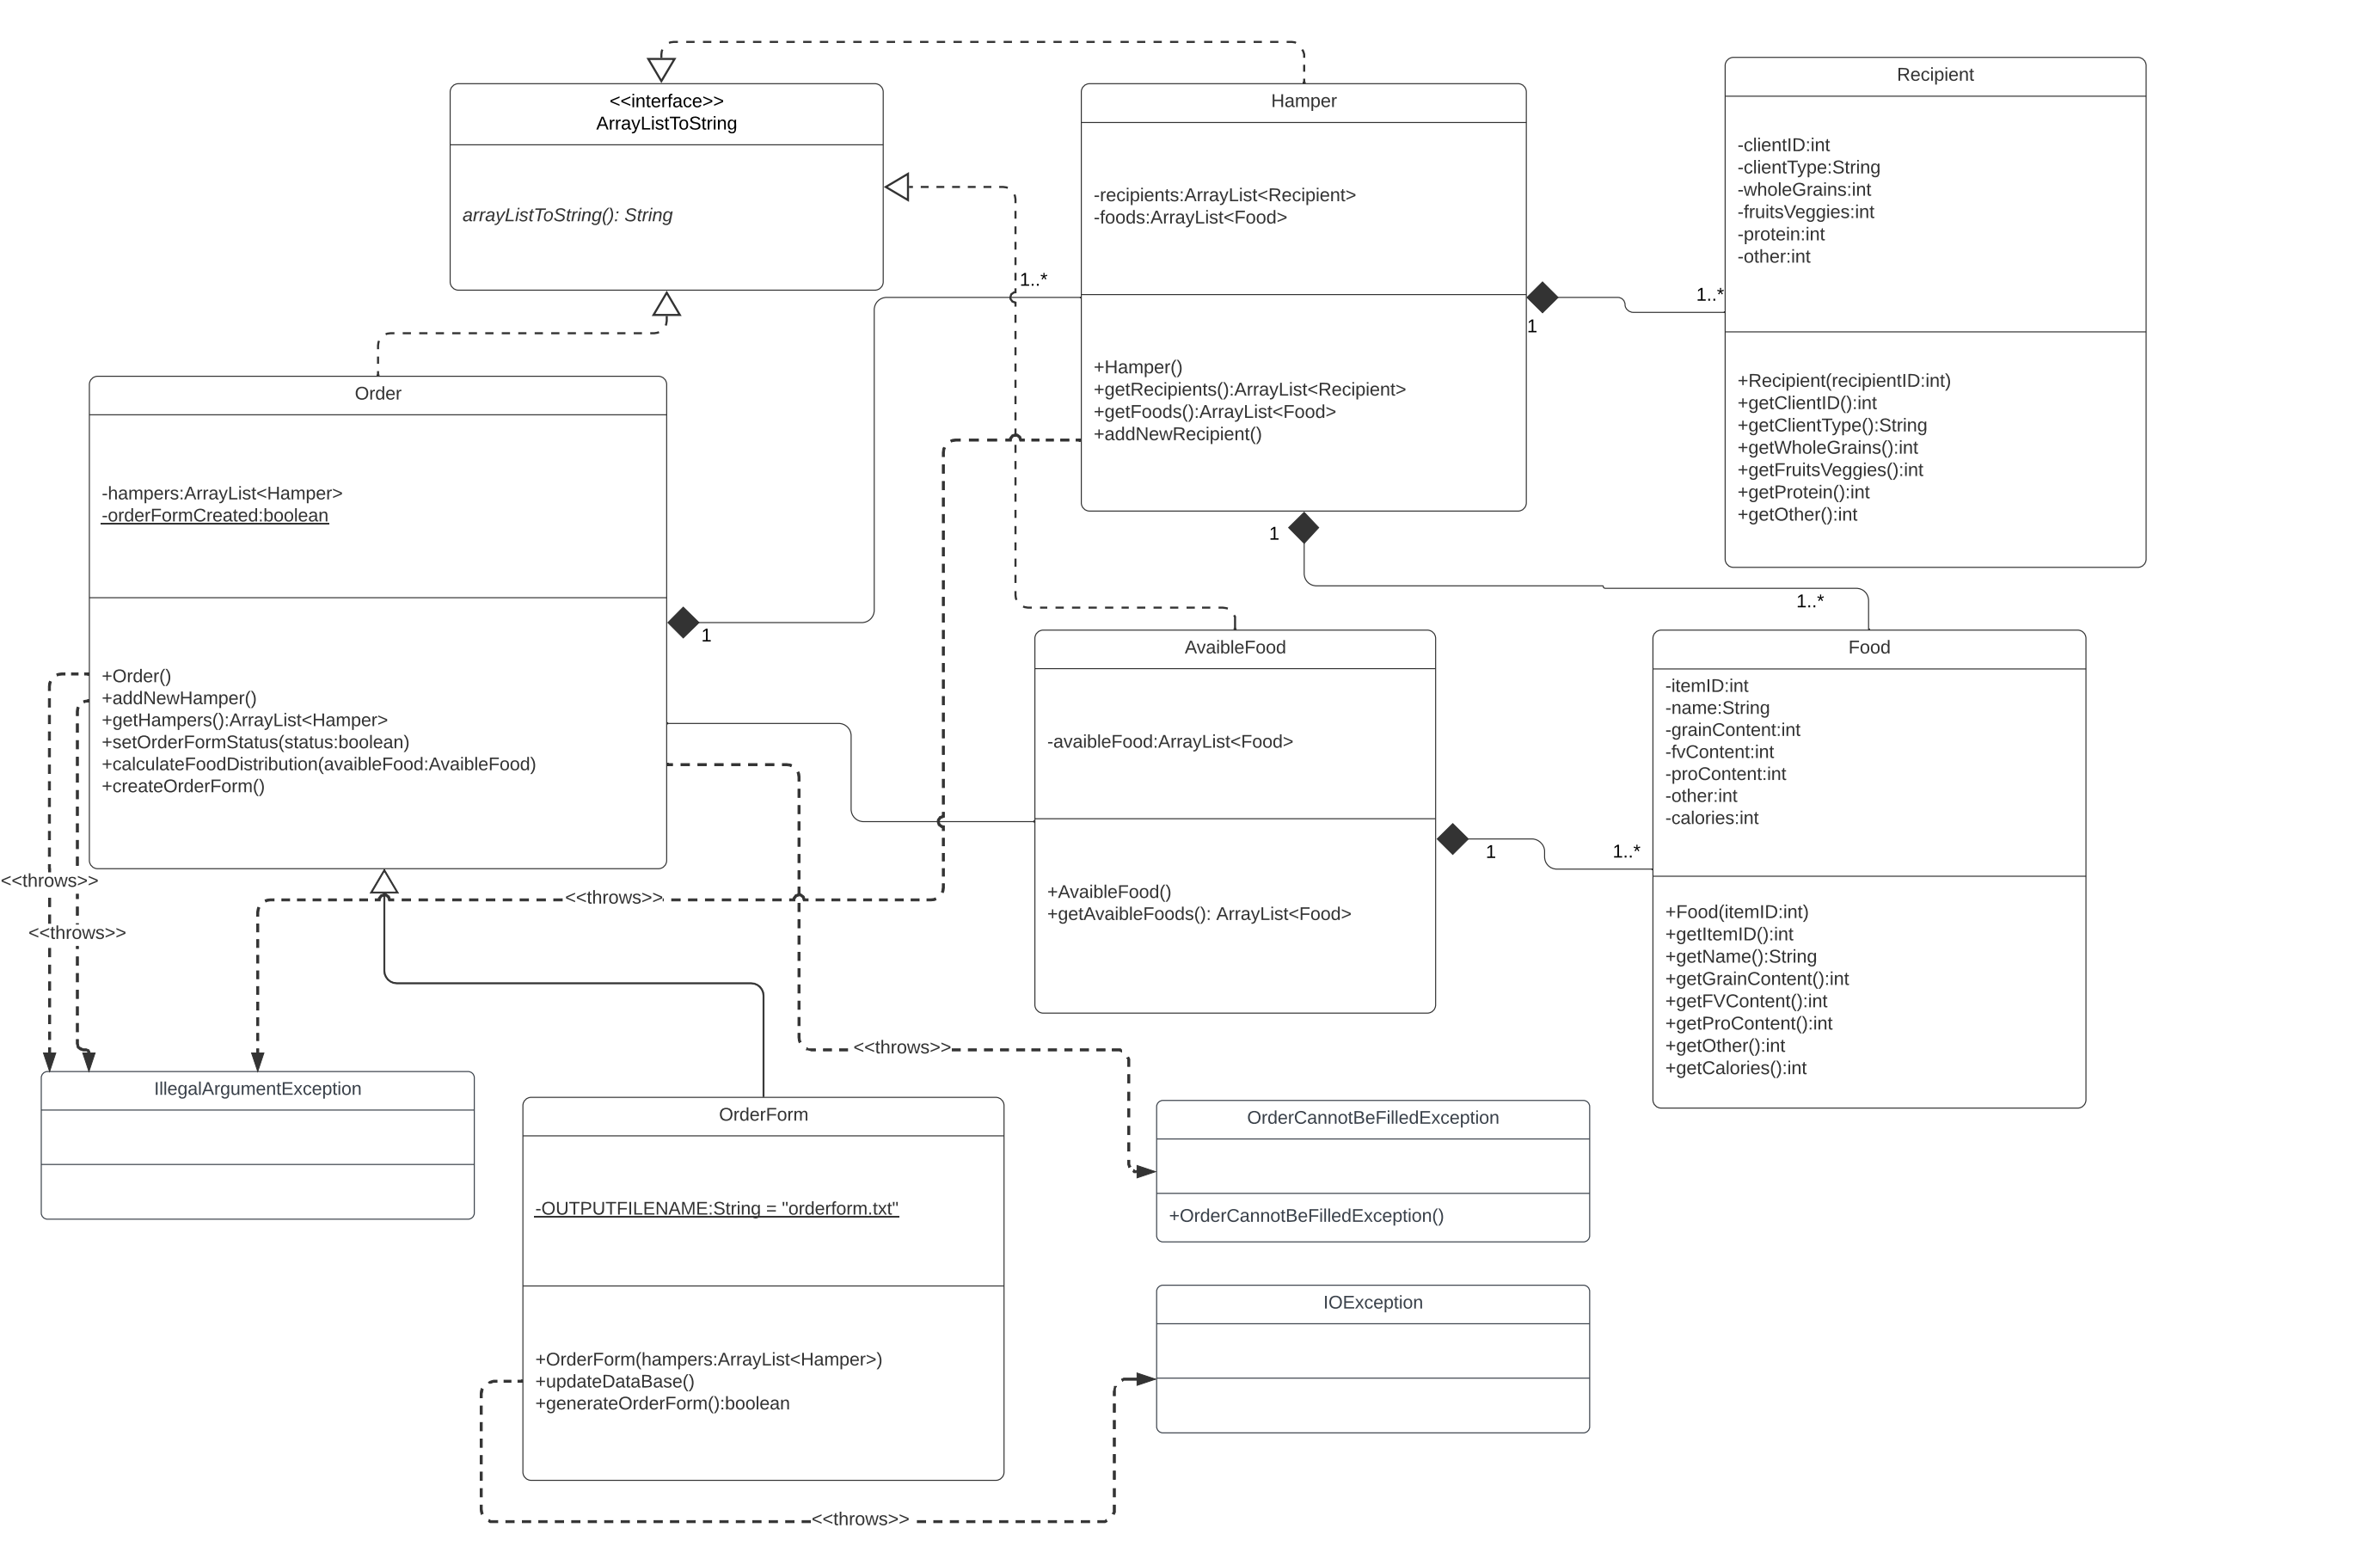 <<interface>>
ArrayListToString
arrayListToString(): String
Hamper
-recipients:ArrayList<Recipient>
-foods:ArrayList<Food>
+Hamper()
+getRecipients():ArrayList<Recipient>
+getFoods():ArrayList<Food>
+addNewRecipient()
Recipient
-clientID:int
-clientType:String
-wholeGrains:int
-fruitsVeggies:int
-protein:int
-other:int
+Recipient(recipientID:int)
+getClientID():int
+getClientType():String
+getWholeGrains():int
+getFruitsVeggies():int
+getProtein():int
+getOther():int
1..*
1..*
1
Order
-hampers:ArrayList<Hamper>
-orderFormCreated:boolean
+Order()
+addNewHamper()
+getHampers():ArrayList<Hamper>
+setOrderFormStatus(status:boolean)
+calculateFoodDistribution(avaibleFood:AvaibleFood)
+createOrderForm()
1
1
1..*
AvaibleFood
-avaibleFood:ArrayList<Food>
+AvaibleFood()
+getAvaibleFoods(): ArrayList<Food>
1
1..*
Food
-itemID:int
-name:String
-grainContent:int
-fvContent:int
-proContent:int
-other:int
-calories:int
+Food(itemID:int)
+getItemID():int
+getName():String
+getGrainContent():int
+getFVContent():int
+getProContent():int
+getOther():int
+getCalories():int
<<throws>>
<<throws>>
<<throws>>
<<throws>>
IllegalArgumentException
OrderForm
-OUTPUTFILENAME:String = "orderform.txt"
+OrderForm(hampers:ArrayList<Hamper>)
+updateDataBase()
+generateOrderForm():boolean
OrderCannotBeFilledException
+OrderCannotBeFilledException()
IOException
<<throws>>